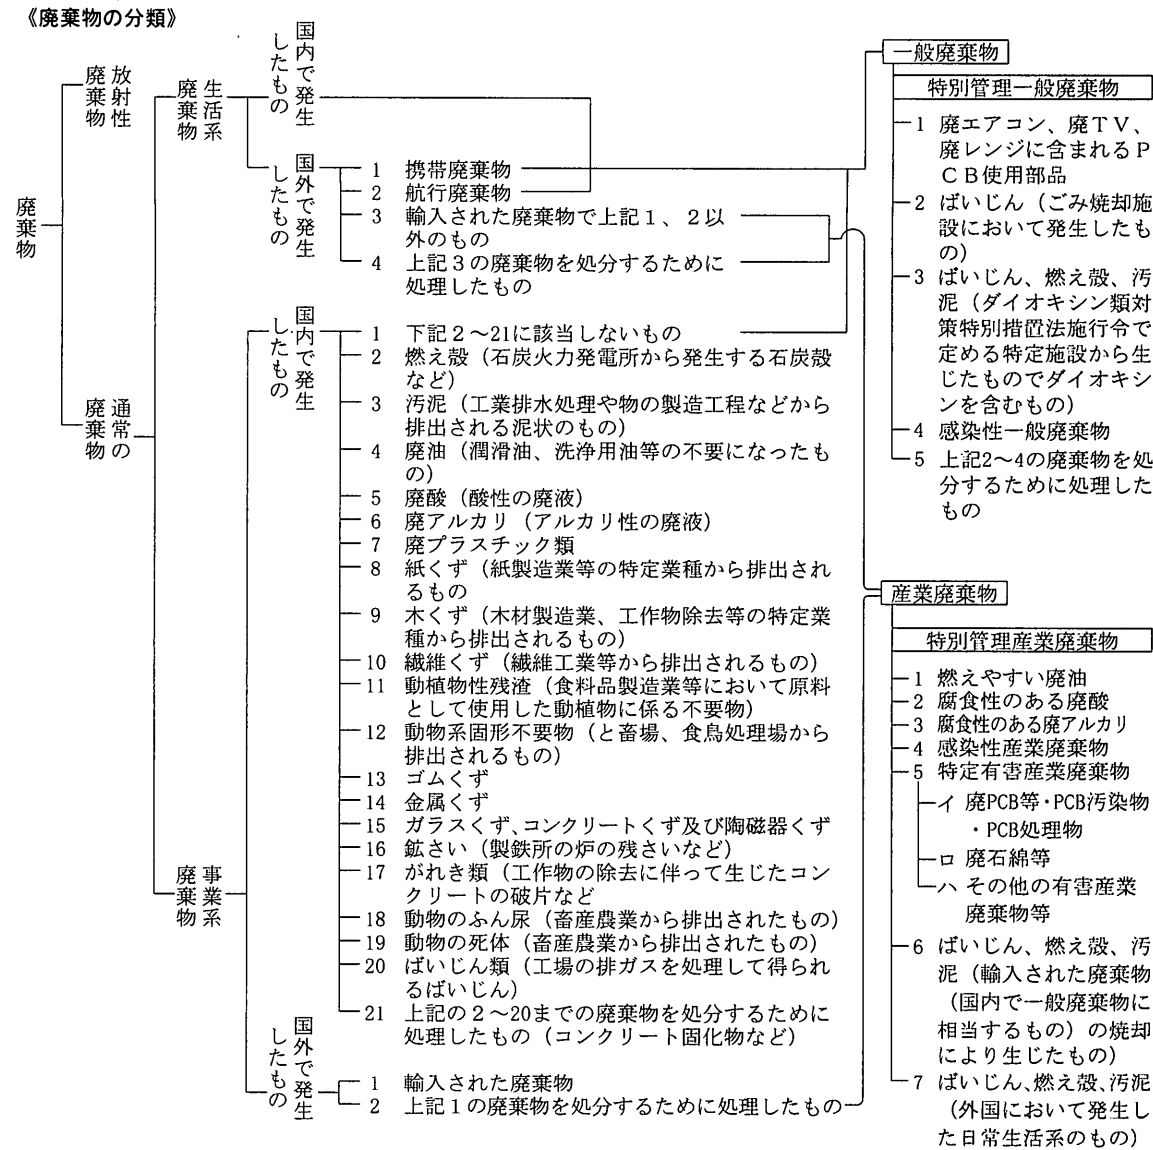 《廃棄物の分類》
廃棄物
放射性
廃棄物
通常の
廃棄物
生活系
廃棄物
事業系
廃棄物
国内で発生
したもの
国外で発生
したもの
1 携帯廃棄物
2 航行廃棄物
3 輸入された廃棄物で上記1、2以
外のもの
4 上記3の廃棄物を処分するために
処理したもの
国内で発生
したもの
1 下記2～21に該当しないもの
2 燃え殻（石炭火力発電所から発生する石炭殻
など）
3 汚泥（工業排水処理や物の製造工程などから
排出される泥状のもの）
4 廃油（潤滑油、洗浄用油等の不要になったも
の）
5 廃酸（酸性の廃液）
6 廃アルカリ（アルカリ性の廃液）
7 廃プラスチック類
8 紙くず（紙製造業等の特定業種から排出され
るもの
9 木くず（木材製造業、工作物除去等の特定業
種から排出されるもの）
10 繊維くず（繊維工業等から排出されるもの）
11 動植物性残渣（食料品製造業等において原料
として使用した動植物に係る不要物）
12 動物系固形不要物（と畜場、食鳥処理場から
排出されるもの）
13 ゴムくず
14 金属くず
15 ガラスくず、コンクリートくず及び陶磁器くず
16 鉱さい（製鉄所の炉の残さいなど）
17 がれき類（工作物の除去に伴って生じたコン
クリートの破片など
18 動物のふん尿（畜産農業から排出されたもの）
19 動物の死体（畜産農業から排出されたもの）
20 ばいじん類（工場の排ガスを処理して得られ
るばいじん）
21 上記の2～20までの廃棄物を処分するために
処理したもの（コンクリート固化物など）
国外で発生
したもの
1 輸入された廃棄物
2 上記1の廃棄物を処分するために処理したもの
一般廃棄物
特別管理一般廃棄物
1 廃エアコン、廃TV、
廃レンジに含まれるP
CB使用部品
2 ばいじん（ごみ焼却施
設において発生したも
の）
3 ばいじん、燃え殻、汚
泥（ダイオキシン類対
策特別措置法施行令で
定める特定施設から生
じたものでダイオキシ
ンを含むもの）
4 感染性一般廃棄物
5 上記2～4の廃棄物を処
分するために処理した
もの
産業廃棄物
特別管理産業廃棄物
1 燃えやすい廃油
2 腐食性のある廃酸
3 腐食性のある廃アルカリ
4 感染性産業廃棄物
5 特定有害産業廃棄物
イ 廃PCB等・PCB汚染物
・PCB処理物
ロ 廃石綿等
ハ その他の有害産業
廃棄物等
6 ばいじん、燃え殻、汚
泥（輸入された廃棄物
（国内で一般廃棄物に
相当するもの）の焼却
により生じたもの）
7 ばいじん、燃え殻、汚泥
（外国において発生し
た日常生活系のもの）